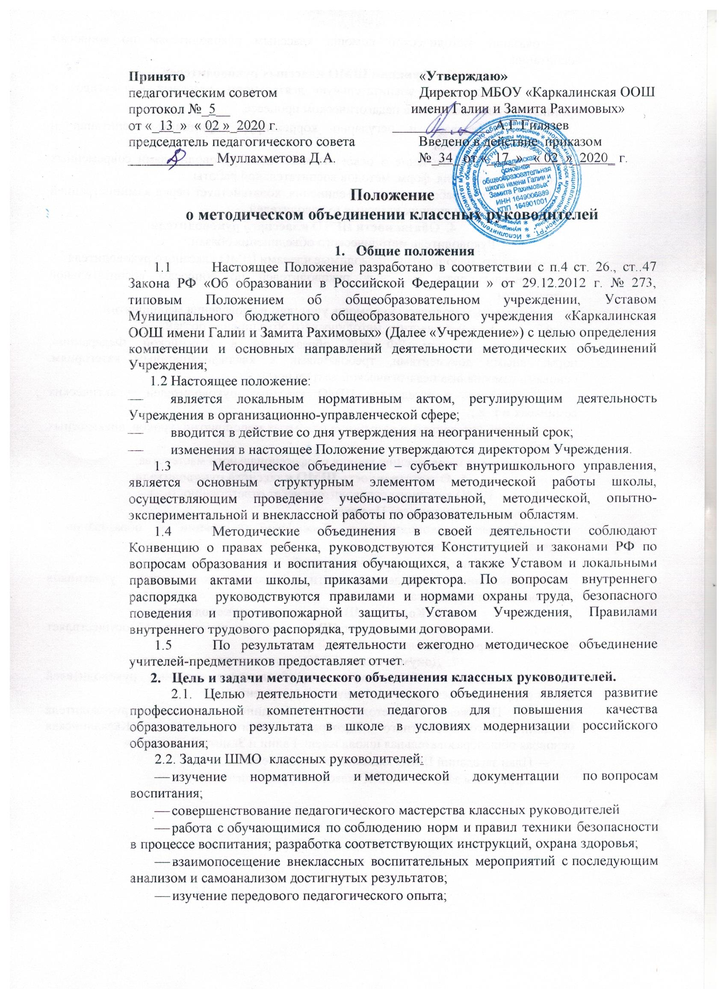 Принято
педагогическим советом
протокол №_5__
от «_13_» « 02 »_2020 г.
председатель педагогического совета
____________ Муллахметова Д.А.
«Утверждаю»
Директор МБОУ «Каркалинская ООШ
имени Галии и Замита Рахимовых»
______________ А.Г.Гилязев
Введено в действие приказом
№_34_ от «_17_»__« 02_»_2020_ г.
"Каркалинская
основная
общеобразовательная
школа имени Галии и
Замита Рахимовых"
ИНН 1649006889
КПП 164901001
Положение
о методическом объединении классных руководителей
1. Общие положения
1.1 Настоящее Положение разработано в соответствии с п.4 ст. 26., ст..47
Закона РФ «Об образовании в Российской Федерации » от 29.12.2012 г. № 273,
типовым Положением об общеобразовательном учреждении, Уставом
Муниципального бюджетного общеобразовательного учреждения «Каркалинская
ООШ имени Галии и Замита Рахимовых» (Далее «Учреждение») с целью определения
компетенции и основных направлений деятельности методических объединений
Учреждения;
1.2 Настоящее положение:
— является локальным нормативным актом, регулирующим деятельность
Учреждения в организационно-управленческой сфере;
— вводится в действие со дня утверждения на неограниченный срок;
— изменения в настоящее Положение утверждаются директором Учреждения.
1.3 Методическое объединение – субъект внутришкольного управления,
является основным структурным элементом методической работы школы,
осуществляющим проведение учебно-воспитательной, методической, опытно-
экспериментальной и внеклассной работы по образовательным областям.
1.4 Методические объединения в своей деятельности соблюдают
Конвенцию о правах ребенка, руководствуются Конституцией и законами РФ по
вопросам образования и воспитания обучающихся, а также Уставом и локальными
правовыми актами школы, приказами директора. По вопросам внутреннего
распорядка руководствуются правилами и нормами охраны труда, безопасного
поведения и противопожарной защиты, Уставом Учреждения, Правилами
внутреннего трудового распорядка, трудовыми договорами.
1.5 По результатам деятельности ежегодно методическое объединение
учителей-предметников предоставляет отчет.
2. Цель и задачи методического объединения классных руководителей.
2.1. Целью деятельности методического объединения является развитие
профессиональной компетентности педагогов для повышения качества
образовательного результата в школе в условиях модернизации российского
образования;
2.2. Задачи ШМО классных руководителей:
— изучение нормативной и методической документации по вопросам
воспитания;
— совершенствование педагогического мастерства классных руководителей
— работа с обучающимися по соблюдению норм и правил техники безопасности
в процессе воспитания; разработка соответствующих инструкций, охрана здоровья;
— взаимопосещение внеклассных воспитательных мероприятий с последующим
анализом и самоанализом достигнутых результатов;
— изучение передового педагогического опыта;